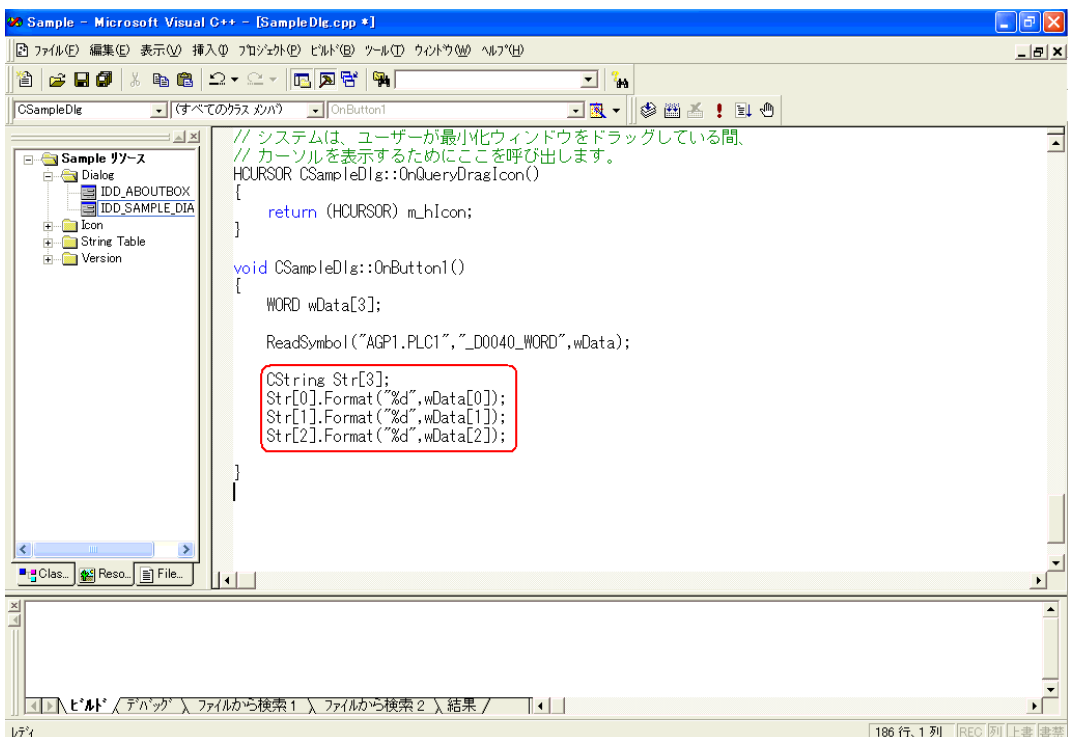 Sample - Microsoft Visual C++ - [SampleDlg.cpp *]
ファイル(F) 編集(E) 表示(V) 挿入(I) プロジェクト(P) ビルド(B) ツール(T) ウィンドウ(W) ヘルプ(H)
CSampleDlg (すべてのクラス メンバ) OnButton1
Sample リソース
Dialog
IDD_ABOUTBOX
IDD_SAMPLE_DIA
Icon
String Table
Version
Clas... Reso... File...
// システムは、ユーザーが最小化ウィンドウをドラッグしている間、
// カーソルを表示するためにここを呼び出します。
HCURSOR CSampleDlg::OnQueryDragIcon()
{
return (HCURSOR) m_hIcon;
}
void CSampleDlg::OnButton1()
{
WORD wData[3];
ReadSymbol("AGP1.PLC1","_D0040_WORD",wData);
CString Str[3];
Str[0].Format("%d",wData[0]);
Str[1].Format("%d",wData[1]);
Str[2].Format("%d",wData[2]);
}
ビルド デバッグ ファイルから検索1 ファイルから検索2 結果
レディ 186 行、1 列 REC 列 上書 書禁